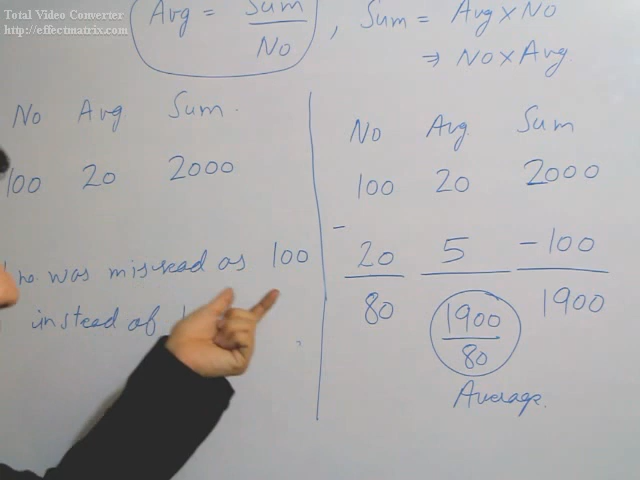 Total Video Converter
http://effectmatrix.com
Avg = Sum / No , Sum = Avg × No
⇒ No × Avg
No Avg Sum
100 20 2000
no was misread as 100
instead of
No Avg Sum
100 20 2000
- 20 5 -100
80 1900/80 1900
Average.